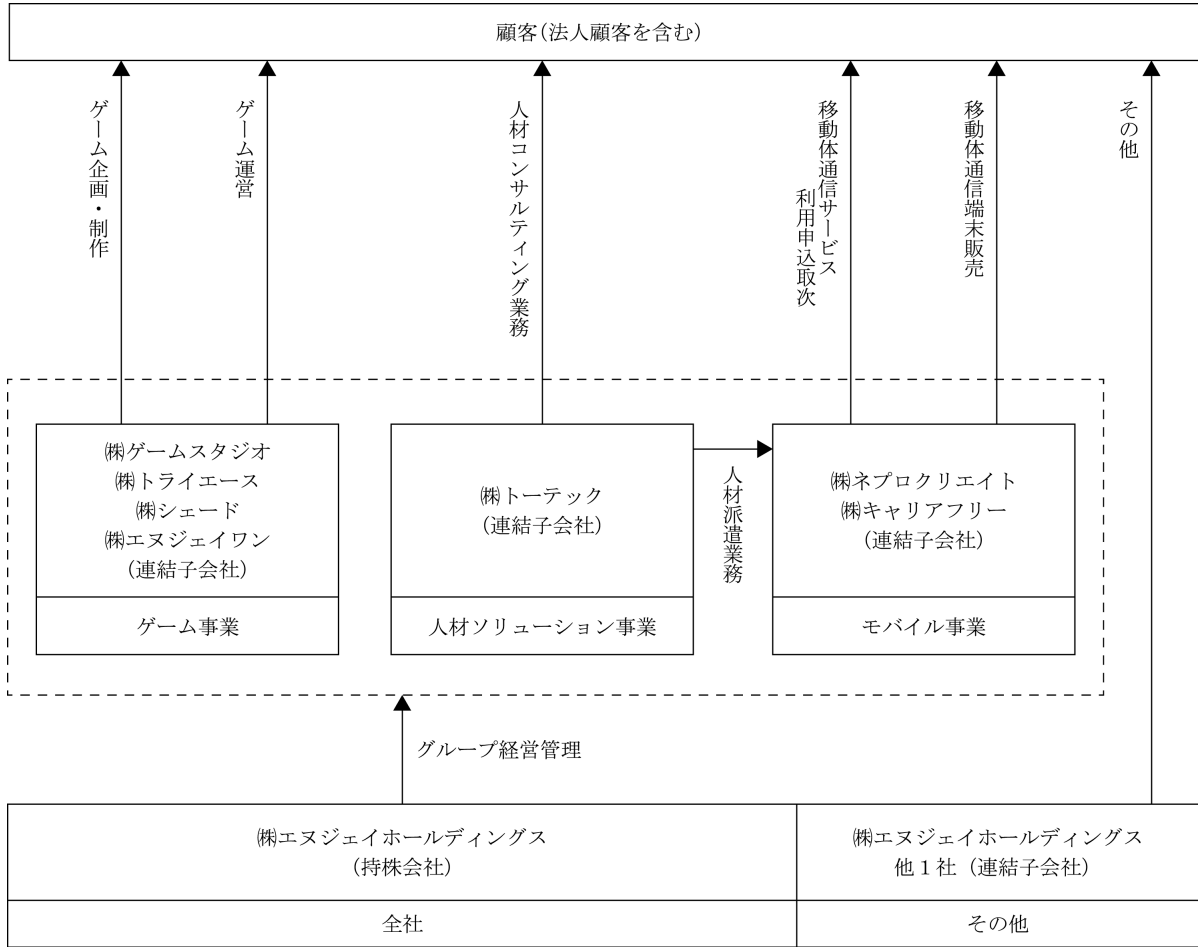 顧客(法人顧客を含む)
ゲーム企画・制作
ゲーム運営
人材コンサルティング業務
移動体通信サービス
利用申込取次
移動体通信端末販売
その他
㈱ゲームスタジオ
㈱トライエース
㈱シェード
㈱エヌジェイワン
(連結子会社)
ゲーム事業
㈱トーテック
(連結子会社)
人材ソリューション事業
人材派遣業務
㈱ネプロクリエイト
㈱キャリアフリー
(連結子会社)
モバイル事業
グループ経営管理
㈱エヌジェイホールディングス
(持株会社)
全社
㈱エヌジェイホールディングス
他1社(連結子会社)
その他